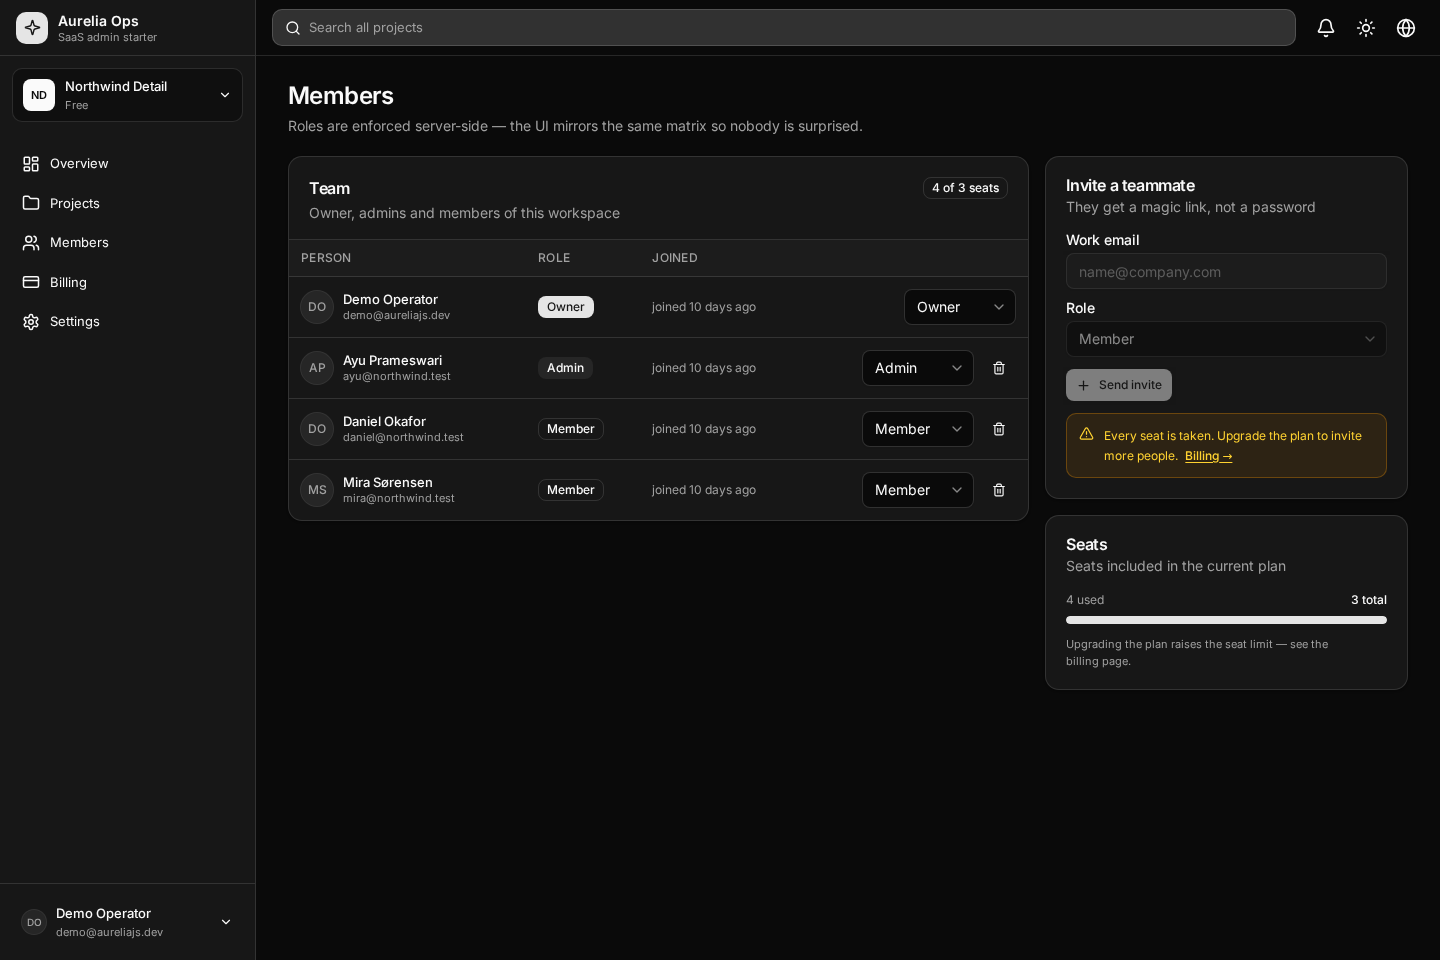 Aurelia Ops
SaaS admin starter
Search all projects
ND
Northwind Detail
Free
Overview
Projects
Members
Billing
Settings
Members
Roles are enforced server-side — the UI mirrors the same matrix so nobody is surprised.
Team
4 of 3 seats
Owner, admins and members of this workspace
PERSON ROLE JOINED
DO
Demo Operator
demo@aureliajs.dev
Owner
joined 10 days ago
Owner
AP
Ayu Prameswari
ayu@northwind.test
Admin
joined 10 days ago
Admin
DO
Daniel Okafor
daniel@northwind.test
Member
joined 10 days ago
Member
MS
Mira Sørensen
mira@northwind.test
Member
joined 10 days ago
Member
Invite a teammate
They get a magic link, not a password
Work email
name@company.com
Role
Member
Send invite
Every seat is taken. Upgrade the plan to invite
more people. Billing →
Seats
Seats included in the current plan
4 used 3 total
Upgrading the plan raises the seat limit — see the
billing page.
DO
Demo Operator
demo@aureliajs.dev